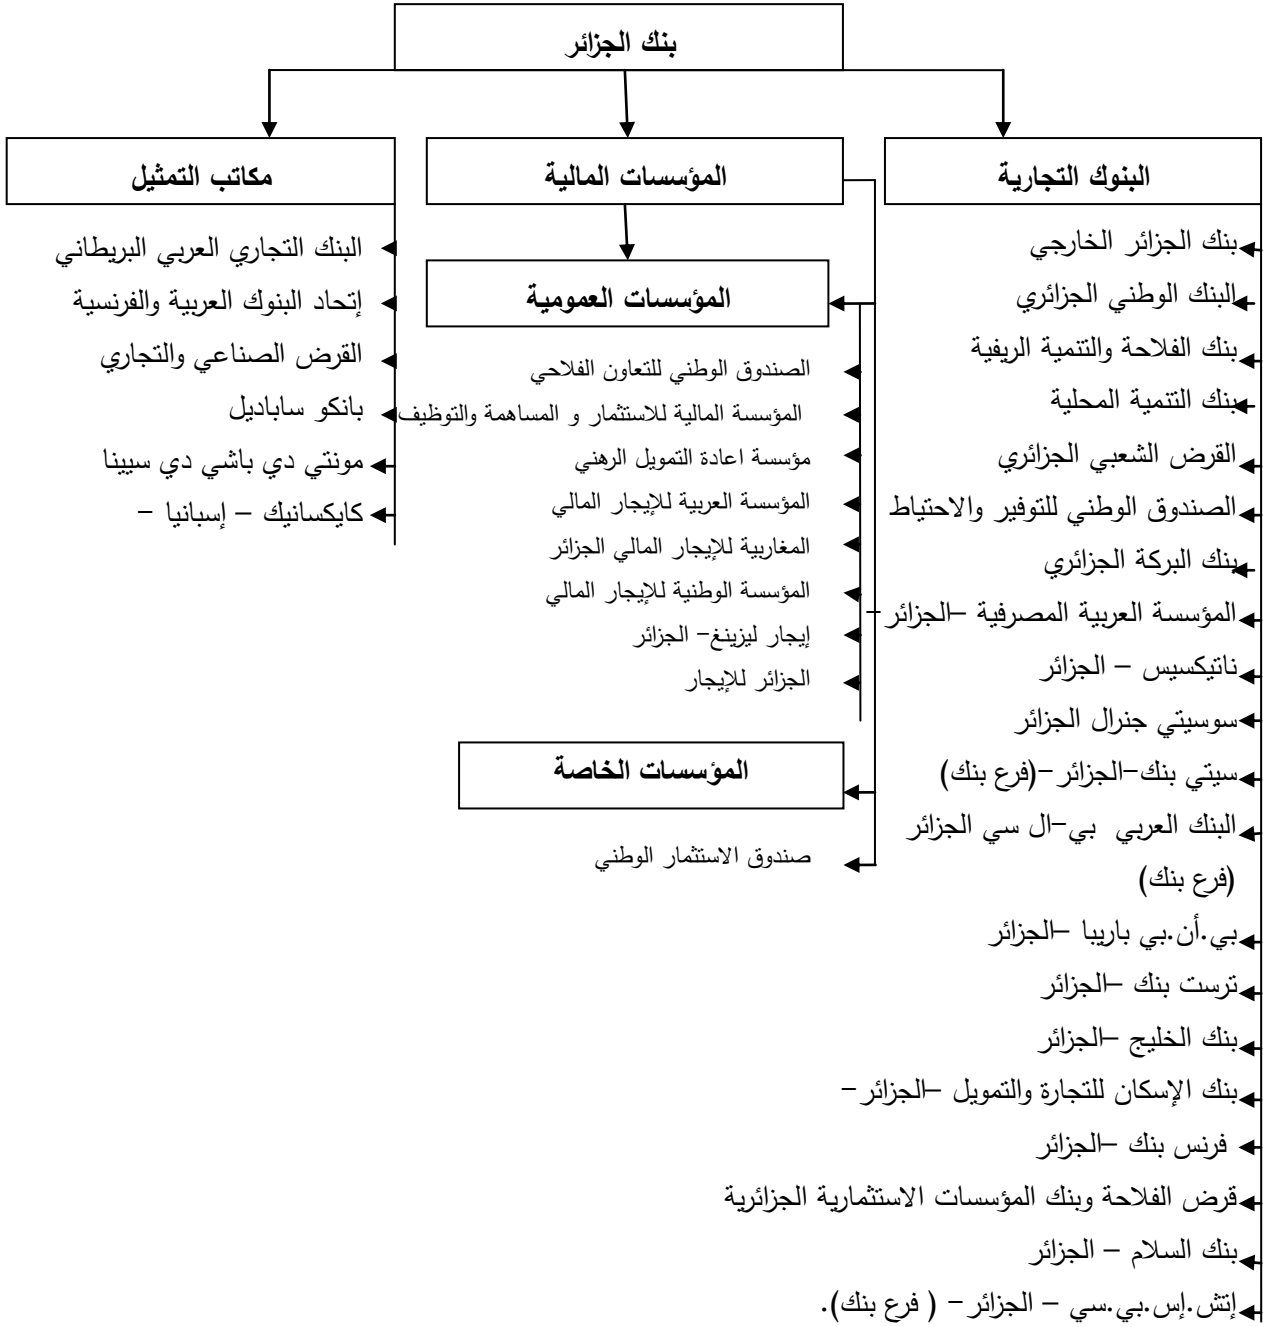 بنك الجزائر
البنوك التجارية
بنك الجزائر الخارجي
البنك الوطني الجزائري
بنك الفلاحة والتنمية الريفية
بنك التنمية المحلية
القرض الشعبي الجزائري
الصندوق الوطني للتوفير والاحتياط
بنك البركة الجزائري
المؤسسة العربية المصرفية –الجزائر-
ناتيكسيس – الجزائر
سوسيتي جنرال الجزائر
سيتي بنك-الجزائر-(فرع بنك)
البنك العربي بي-ال سي الجزائر
(فرع بنك)
بي.أن.بي باريبا –الجزائر
ترست بنك –الجزائر
بنك الخليج –الجزائر
بنك الإسكان للتجارة والتمويل –الجزائر-
فرنس بنك –الجزائر
قرض الفلاحة وبنك المؤسسات الاستثمارية الجزائرية
بنك السلام – الجزائر
إتش.إس.بي.سي – الجزائر- ( فرع بنك).
المؤسسات المالية
المؤسسات العمومية
الصندوق الوطني للتعاون الفلاحي
المؤسسة المالية للاستثمار و المساهمة والتوظيف
مؤسسة اعادة التمويل الرهني
المؤسسة العربية للإيجار المالي
المغاربية للإيجار المالي الجزائر
المؤسسة الوطنية للإيجار المالي
إيجار ليزينغ- الجزائر
الجزائر للإيجار
المؤسسات الخاصة
صندوق الاستثمار الوطني
مكاتب التمثيل
البنك التجاري العربي البريطاني
إتحاد البنوك العربية والفرنسية
القرض الصناعي والتجاري
بانكو ساباديل
مونتي دي باشي دي سيينا
كايكسانيك – إسبانيا -